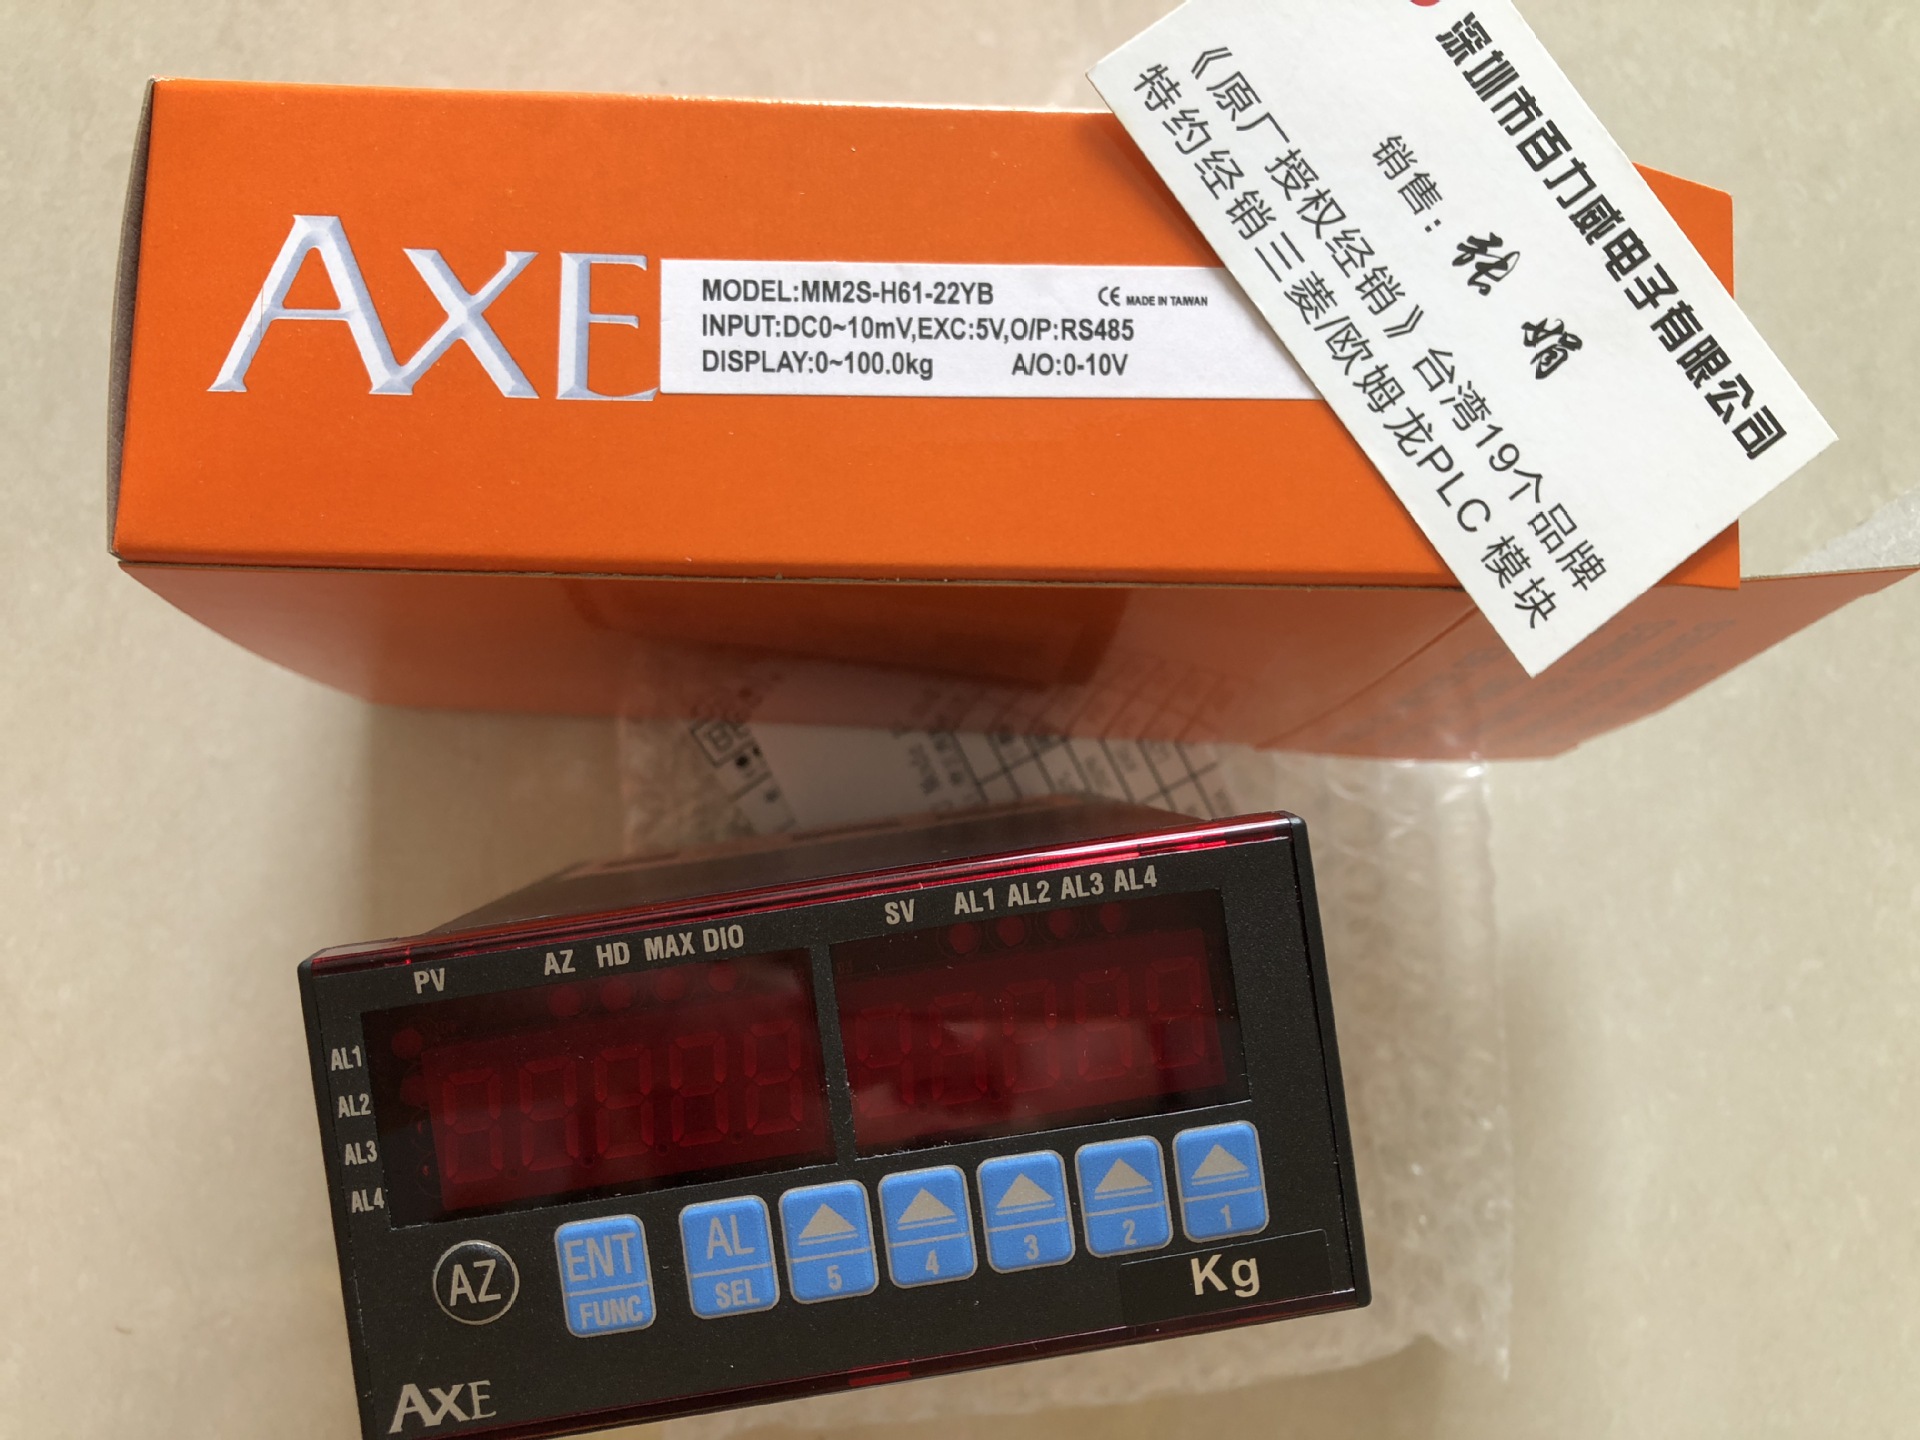 AXE
MODEL:MM2S-H61-22YB
CE MADE IN TAIWAN
INPUT:DC0~10mV,EXC:5V,O/P:RS485
DISPLAY:0~100.0kg A/O:0-10V
深圳市百力威电子有限公司
销售：张娟
《原厂授权经销》台湾19个品牌
特约经销三菱/欧姆龙PLC模块
PV AZ HD MAX DIO
SV AL1 AL2 AL3 AL4
AL1
AL2
AL3
AL4
AZ
ENT
FUNC
AL
SEL
5
4
3
2
1
Kg
AXE